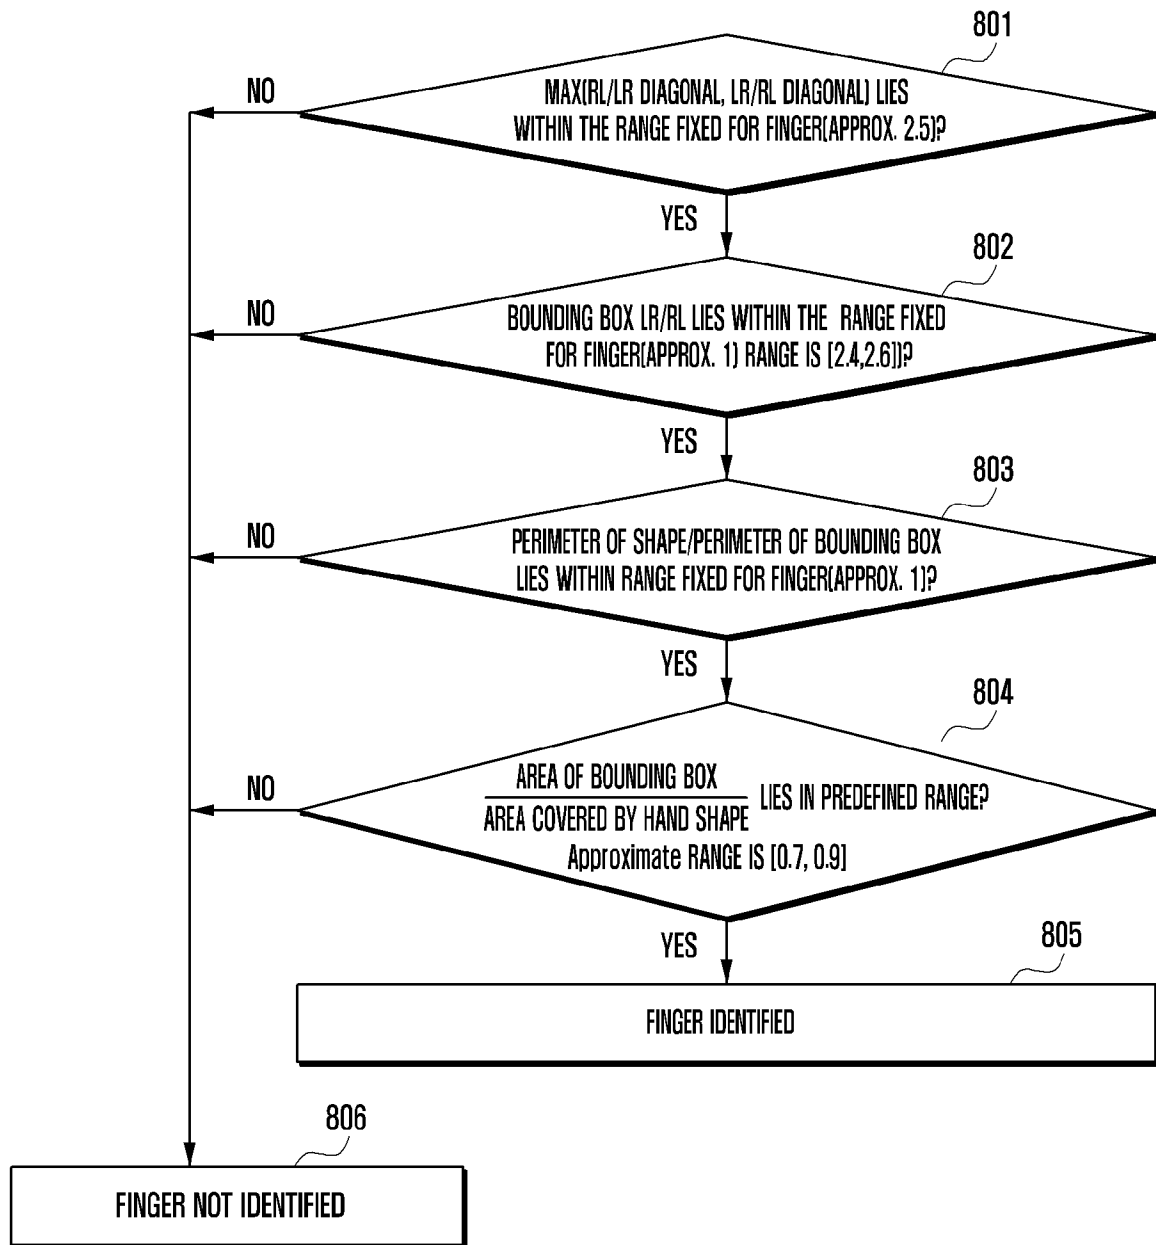 801
NO
MAX(RL/LR DIAGONAL, LR/RL DIAGONAL) LIES
WITHIN THE RANGE FIXED FOR FINGER(APPROX. 2.5)?
YES
802
NO
BOUNDING BOX LR/RL LIES WITHIN THE RANGE FIXED
FOR FINGER(APPROX. 1) RANGE IS [2.4,2.6])?
YES
803
NO
PERIMETER OF SHAPE/PERIMETER OF BOUNDING BOX
LIES WITHIN RANGE FIXED FOR FINGER(APPROX. 1)?
YES
804
NO
AREA OF BOUNDING BOX
AREA COVERED BY HAND SHAPE
LIES IN PREDEFINED RANGE?
Approximate RANGE IS [0.7, 0.9]
YES
805
FINGER IDENTIFIED
806
FINGER NOT IDENTIFIED